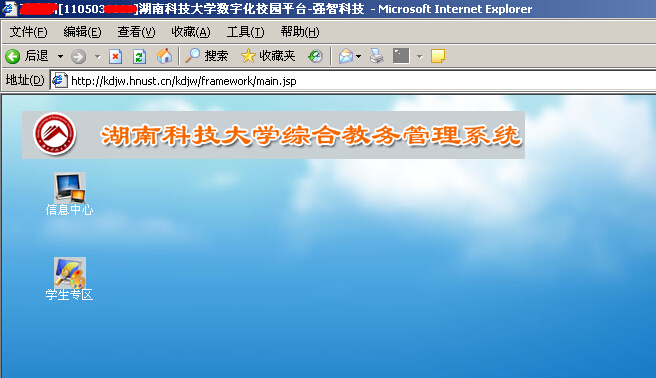 [110503]湖南科技大学数字化校园平台-强智科技 - Microsoft Internet Explorer
文件(F) 编辑(E) 查看(V) 收藏(A) 工具(T) 帮助(H)
后退 搜索 收藏夹
地址(D) http://kdjw.hnust.cn/kdjw/framework/main.jsp
湖南科技大学综合教务管理系统
信息中心
学生专区